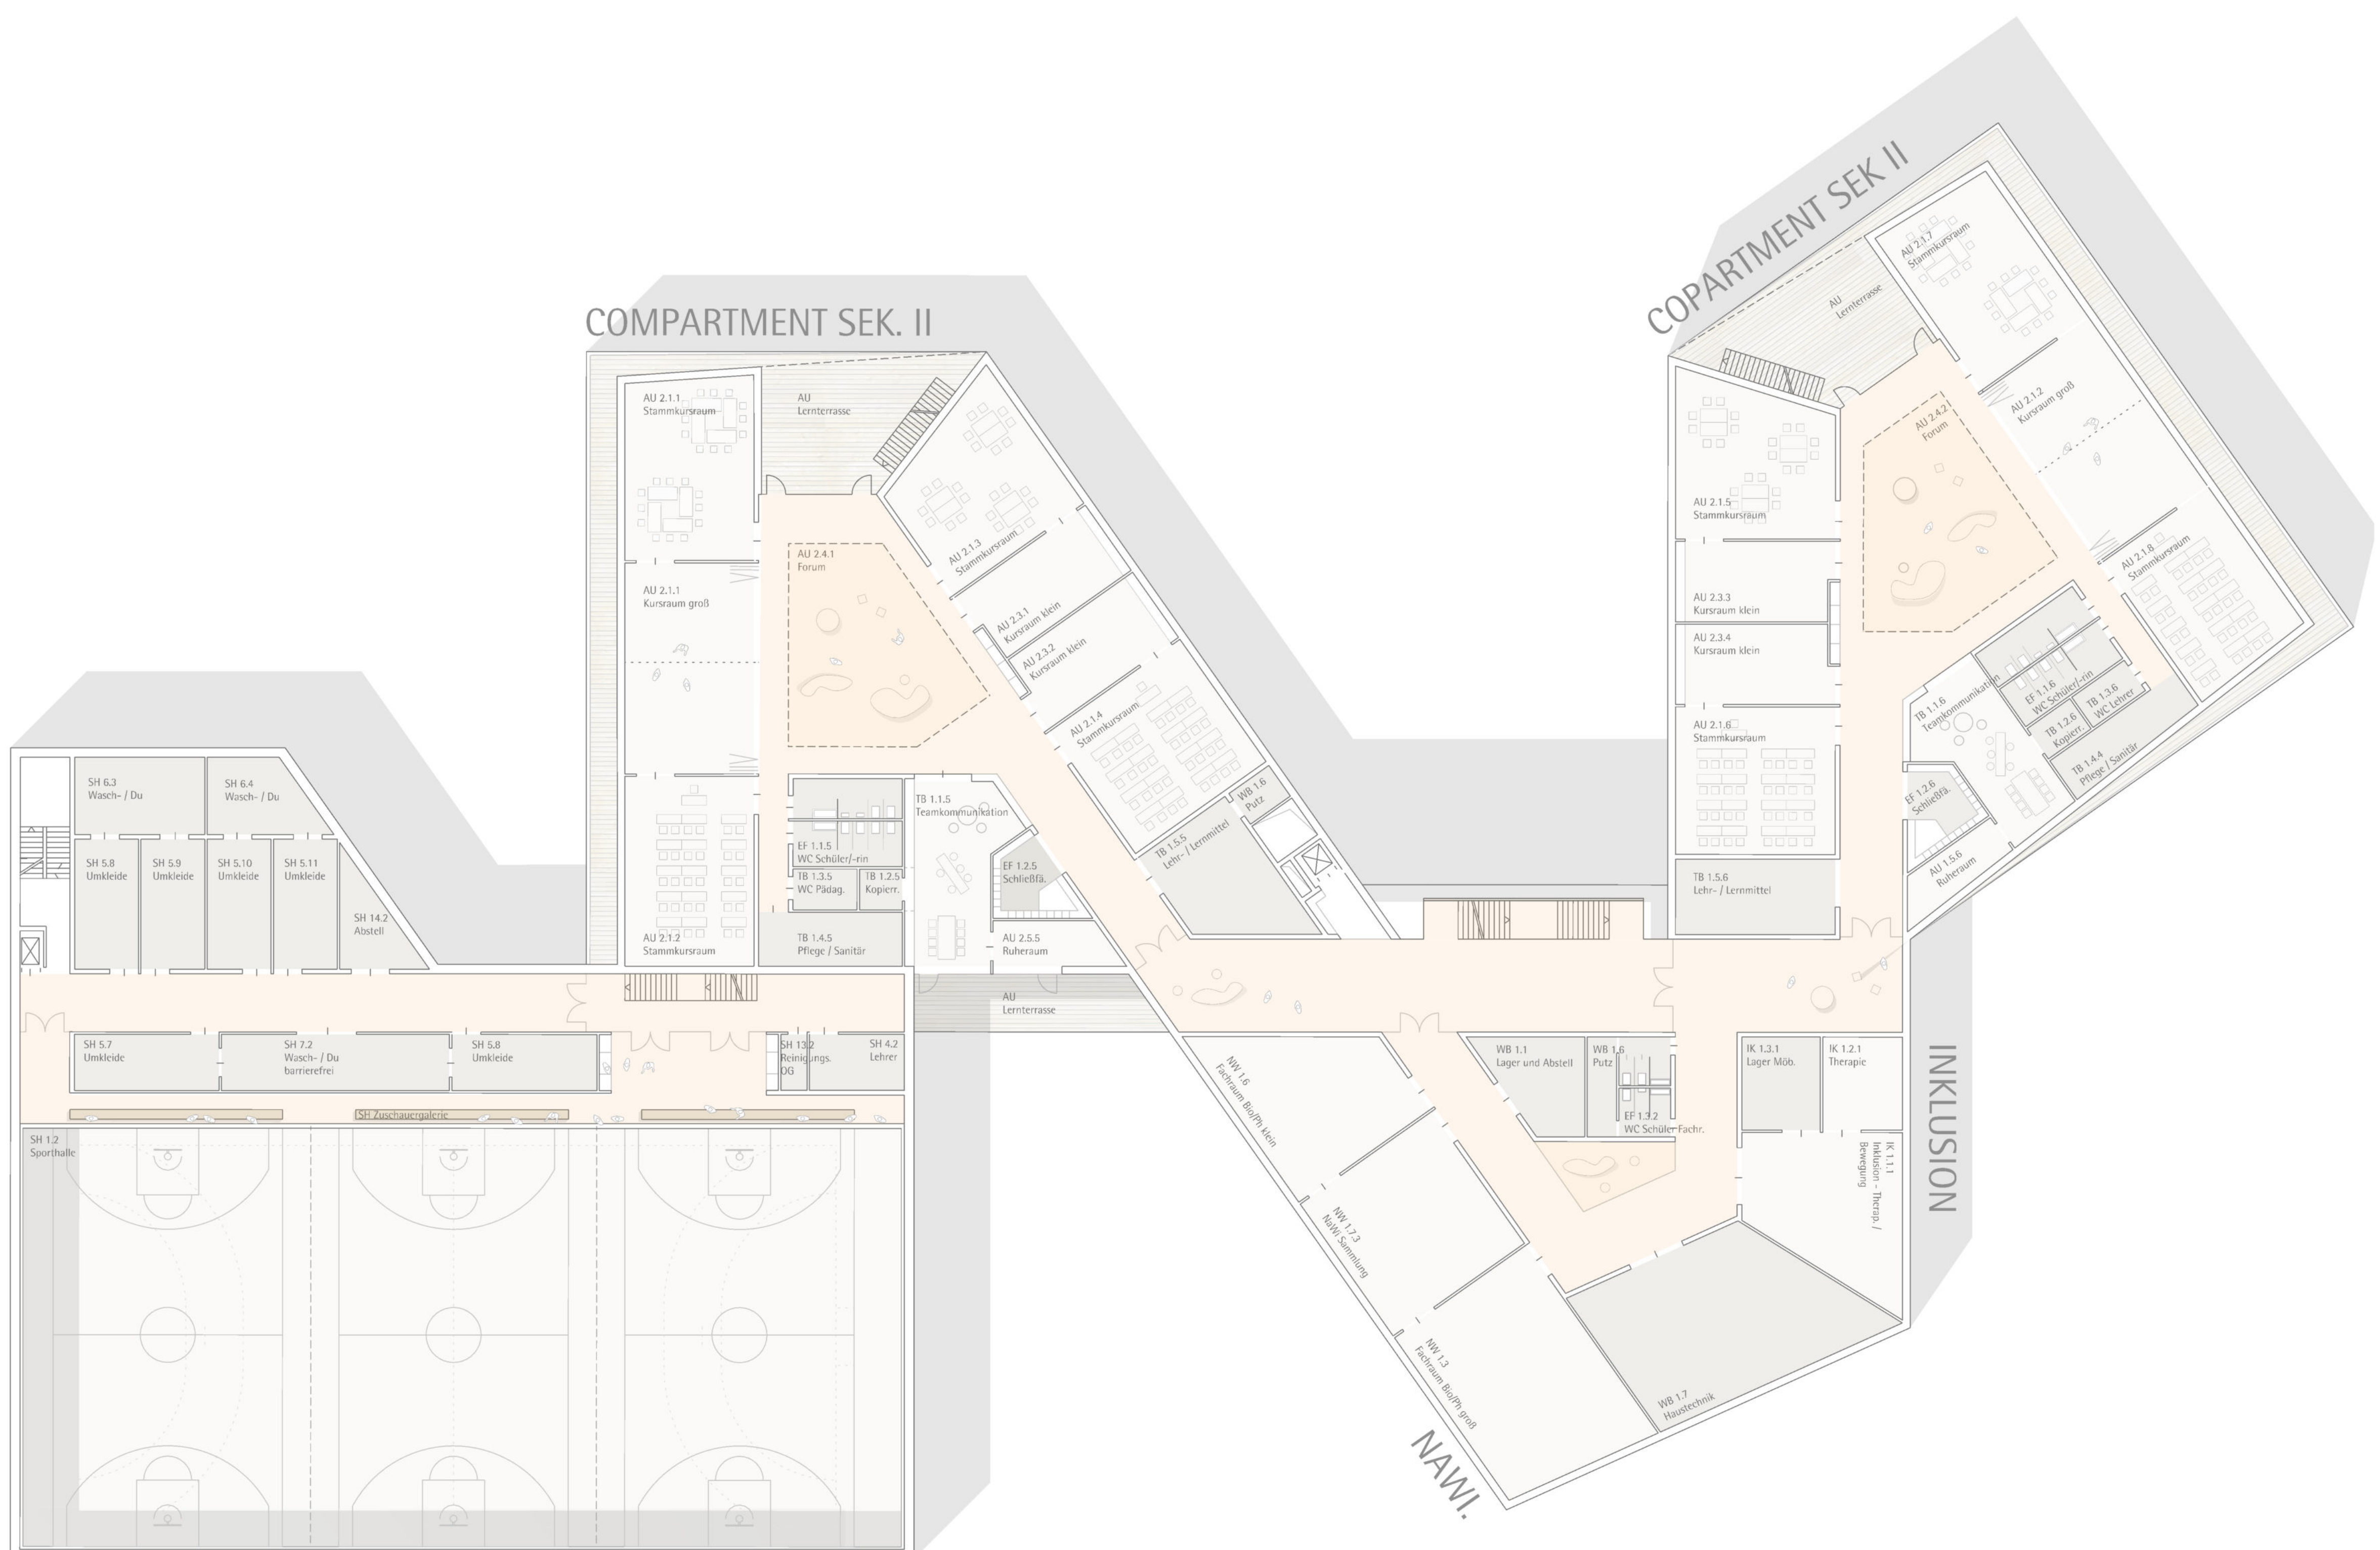 COMPARTMENT SEK. II
COPARTMENT SEK II
INKLUSION
NAWI.
AU 2.1.1
Stammkursraum
AU
Lernterrasse
AU 2.4.1
Forum
AU 2.1.1
Kursraum groß
AU 2.1.3
Stammkursraum
AU 2.3.1
Kursraum klein
AU 2.3.2
Kursraum klein
AU 2.1.4
Stammkursraum
WB 1.6
Putz
TB 1.5.5
Lehr- / Lernmittel
TB 1.1.5
Teamkommunikation
EF 1.1.5
WC Schüler/-rin
TB 1.3.5
WC Pädag.
TB 1.2.5
Kopierr.
EF 1.2.5
Schließfä.
AU 2.1.2
Stammkursraum
TB 1.4.5
Pflege / Sanitär
AU 2.5.5
Ruheraum
AU
Lernterrasse
SH 6.3
Wasch- / Du
SH 6.4
Wasch- / Du
SH 5.8
Umkleide
SH 5.9
Umkleide
SH 5.10
Umkleide
SH 5.11
Umkleide
SH 14.2
Abstell
SH 5.7
Umkleide
SH 7.2
Wasch- / Du
barrierefrei
SH 5.8
Umkleide
SH 13.2
Reinigungs.
OG
SH 4.2
Lehrer
SH Zuschauergalerie
SH 1.2
Sporthalle
AU 2.1.7
Stammkursraum
AU
Lernterrasse
AU 2.1.2
Kursraum groß
AU 2.4.2
Forum
AU 2.1.5
Stammkursraum
AU 2.3.3
Kursraum klein
AU 2.3.4
Kursraum klein
AU 2.1.6
Stammkursraum
AU 2.1.8
Stammkursraum
TB 1.1.6
Teamkommunikation
EF 1.1.6
WC Schüler/-rin
TB 1.3.6
WC Lehrer
TB 1.2.6
Kopierr.
TB 1.4.4
Pflege / Sanitär
EF 1.2.6
Schließfä.
AU 1.5.6
Ruheraum
TB 1.5.6
Lehr- / Lernmittel
NW 1.6
Fachraum Bio/Ph klein
WB 1.1
Lager und Abstell
WB 1.6
Putz
EF 1.3.2
WC Schüler Fachr.
IK 1.3.1
Lager Möb.
IK 1.2.1
Therapie
IK 1.1.1
Inklusion - Therap. /
Bewegung
NW 1.7.3
NaWi Sammlung
NW 1.3
Fachraum Bio/Ph groß
WB 1.7
Haustechnik